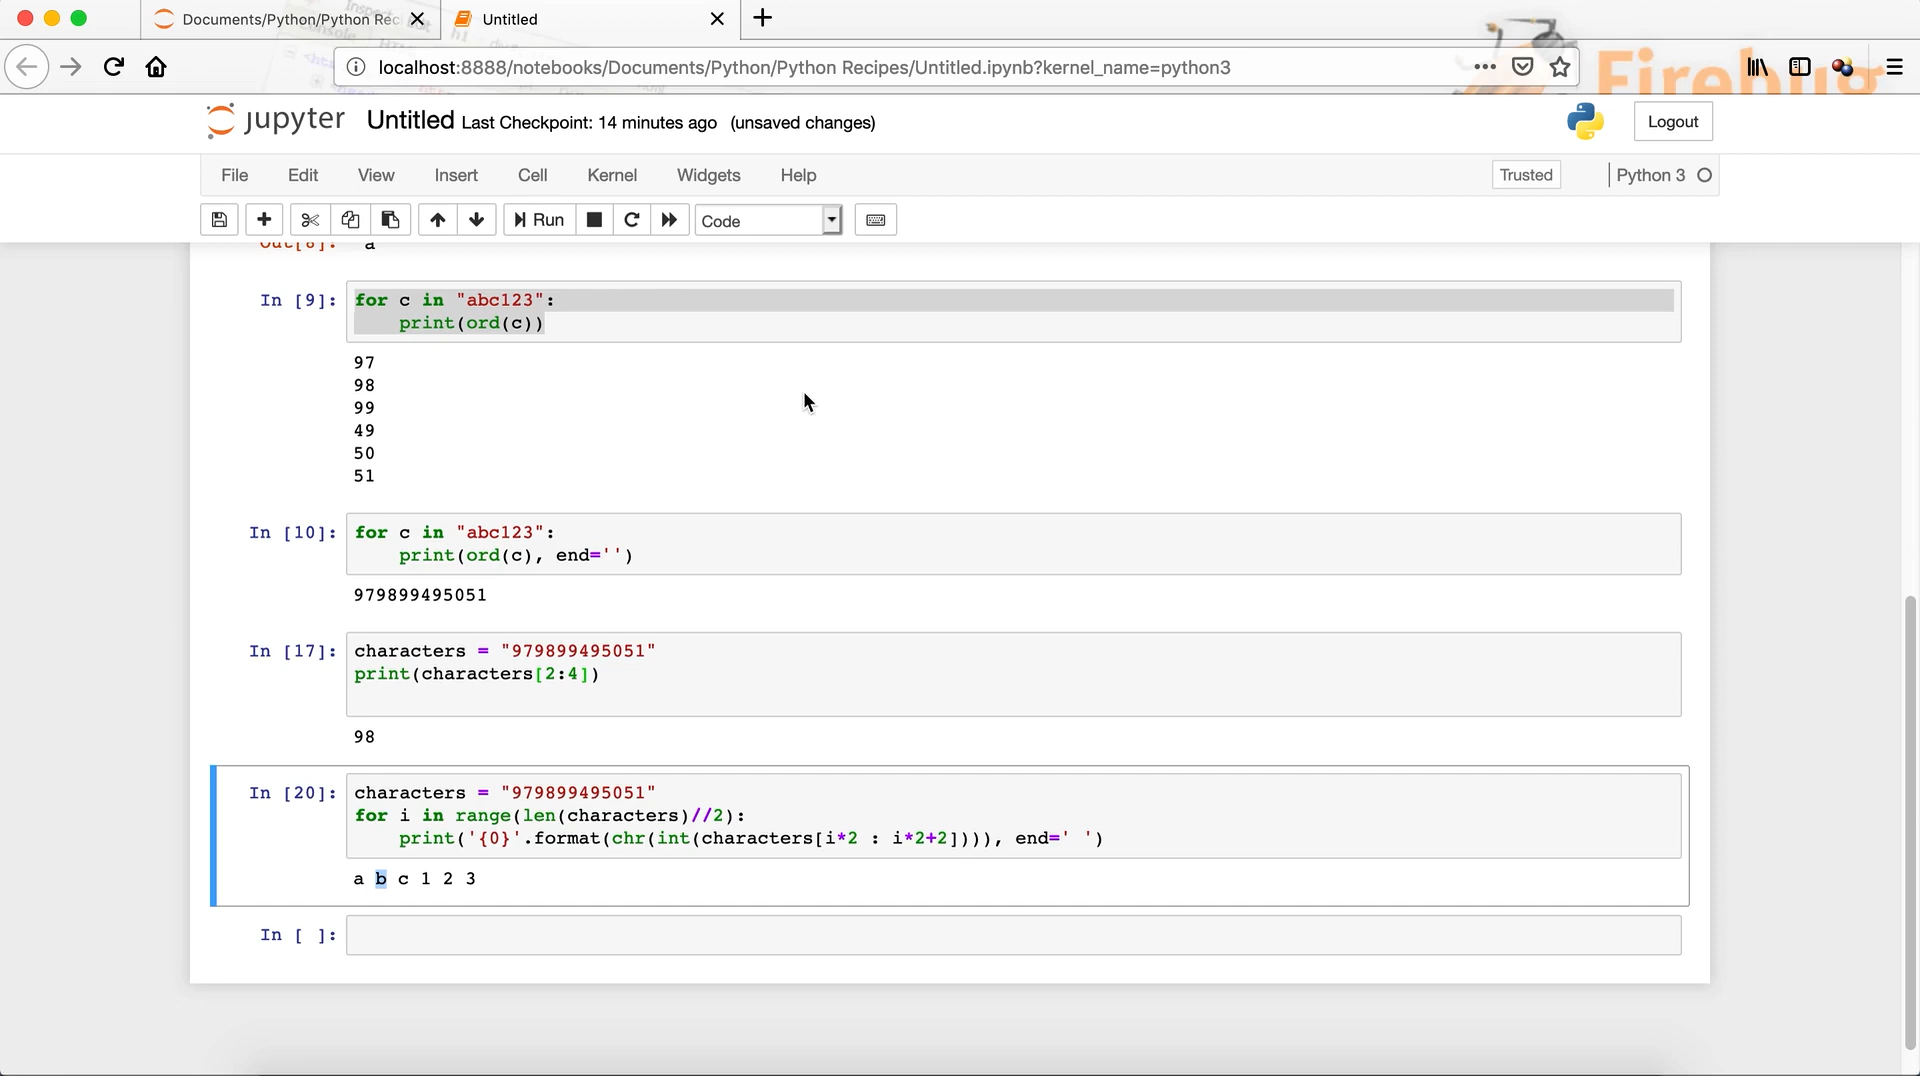 Documents/Python/Python Rec
Untitled
localhost:8888/notebooks/Documents/Python/Python Recipes/Untitled.ipynb?kernel_name=python3
Firebug
jupyter Untitled Last Checkpoint: 14 minutes ago (unsaved changes)
Logout
File Edit View Insert Cell Kernel Widgets Help
Trusted Python 3
Run Code
Out[8]: a
In [9]: for c in "abc123":
print(ord(c))
97
98
99
49
50
51
In [10]: for c in "abc123":
print(ord(c), end='')
979899495051
In [17]: characters = "979899495051"
print(characters[2:4])
98
In [20]: characters = "979899495051"
for i in range(len(characters)//2):
print('{0}'.format(chr(int(characters[i*2 : i*2+2]))), end=' ')
a b c 1 2 3
In [ ]: